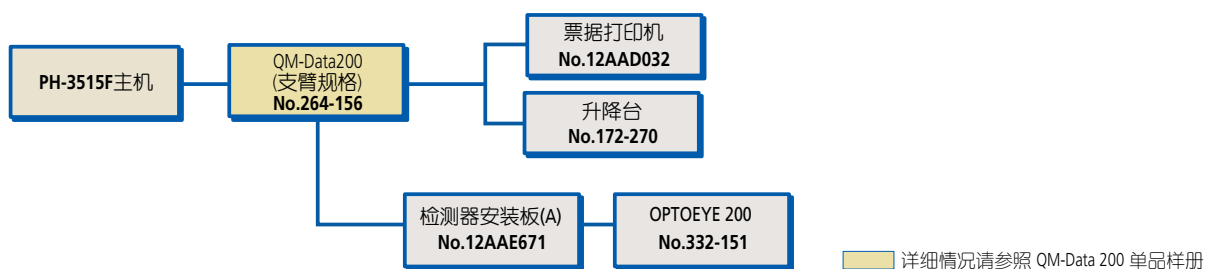 PH-3515F主机
QM-Data200
(支臂规格)
No.264-156
票据打印机
No.12AAD032
升降台
No.172-270
检测器安装板(A)
No.12AAE671
OPTOEYE 200
No.332-151
详细情况请参照 QM-Data 200 单品样册